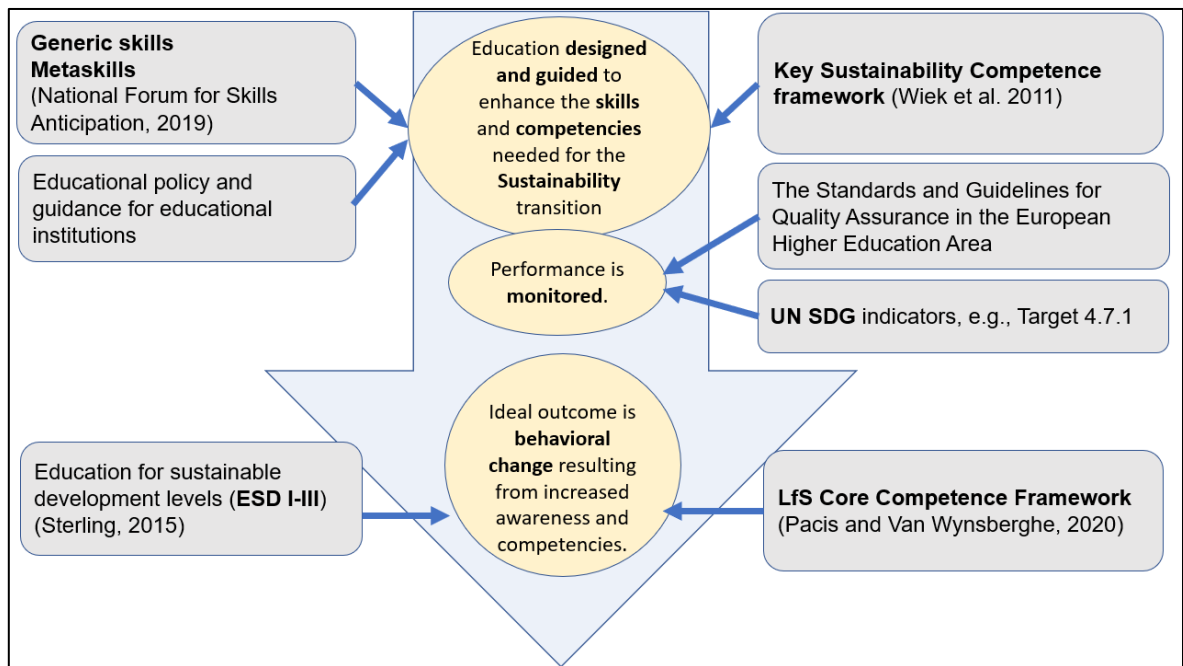 Generic skills
Metaskills
(National Forum for Skills
Anticipation, 2019)
Educational policy and
guidance for educational
institutions
Education designed
and guided to
enhance the skills
and competencies
needed for the
Sustainability
transition
Key Sustainability Competence
framework (Wiek et al. 2011)
The Standards and Guidelines for
Quality Assurance in the European
Higher Education Area
Performance is
monitored.
UN SDG indicators, e.g., Target 4.7.1
Education for sustainable
development levels (ESD I-III)
(Sterling, 2015)
Ideal outcome is
behavioral
change resulting
from increased
awareness and
competencies.
LfS Core Competence Framework
(Pacis and Van Wynsberghe, 2020)